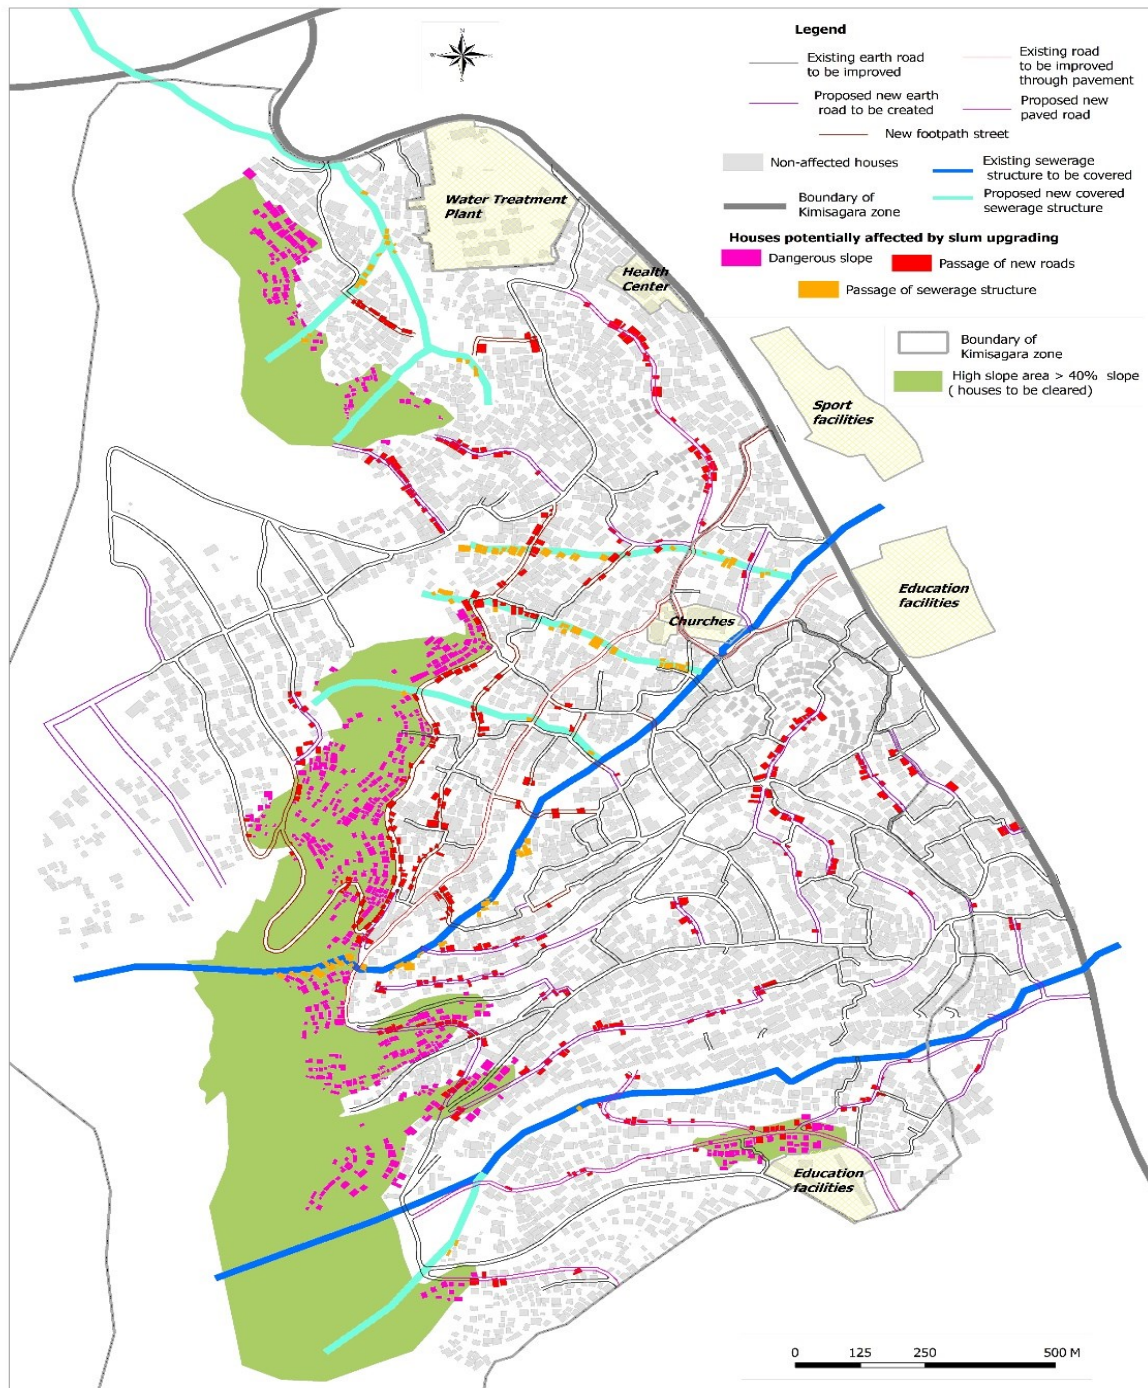 N
W
E
S
Legend
Existing earth road
to be improved
Existing road
to be improved
through pavement
Proposed new earth
road to be created
Proposed new
paved road
New footpath street
Non-affected houses
Existing sewerage
structure to be covered
Boundary of
Kimisagara zone
Proposed new covered
sewerage structure
Houses potentially affected by slum upgrading
Dangerous slope
Passage of new roads
Passage of sewerage structure
Boundary of
Kimisagara zone
High slope area > 40% slope
( houses to be cleared)
Water Treatment
Plant
Health
Center
Sport
facilities
Education
facilities
Churches
Education
facilities
0 125 250 500 M